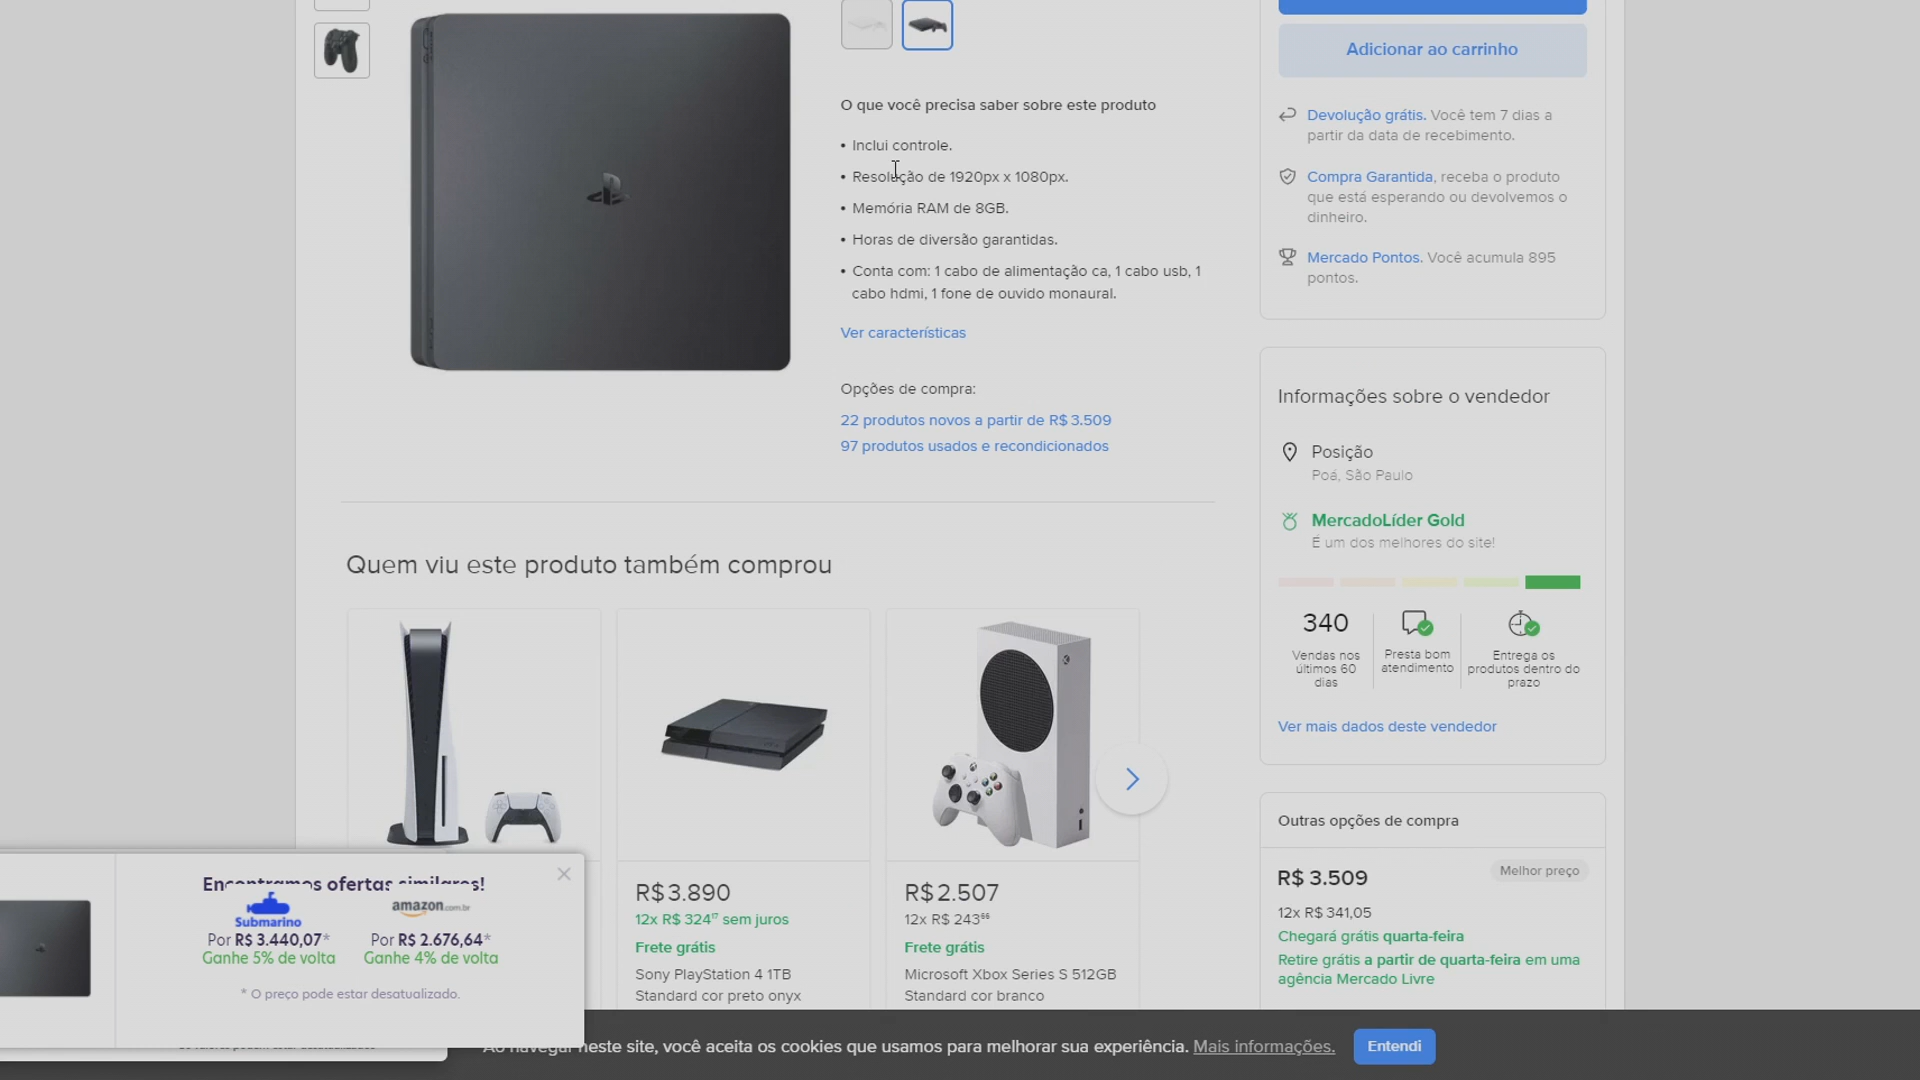 Adicionar ao carrinho
O que você precisa saber sobre este produto
• Inclui controle.
• Resolução de 1920px x 1080px.
• Memória RAM de 8GB.
• Horas de diversão garantidas.
• Conta com: 1 cabo de alimentação ca, 1 cabo usb, 1
cabo hdmi, 1 fone de ouvido monaural.
Ver características
Opções de compra:
22 produtos novos a partir de R$ 3.509
97 produtos usados e recondicionados
Devolução grátis. Você tem 7 dias a
partir da data de recebimento.
Compra Garantida, receba o produto
que está esperando ou devolvemos o
dinheiro.
Mercado Pontos. Você acumula 895
pontos.
Informações sobre o vendedor
Posição
Poá, São Paulo
MercadoLíder Gold
É um dos melhores do site!
340
Vendas nos
últimos 60
dias
Presta bom
atendimento
Entrega os
produtos dentro do
prazo
Ver mais dados deste vendedor
Outras opções de compra
R$ 3.509
Melhor preço
12x R$ 341,05
Chegará grátis quarta-feira
Retire grátis a partir de quarta-feira em uma
agência Mercado Livre
Quem viu este produto também comprou
R$ 3.890
12x R$ 324¹⁷ sem juros
Frete grátis
Sony PlayStation 4 1TB
Standard cor preto onyx
R$ 2.507
12x R$ 243⁶⁶
Frete grátis
Microsoft Xbox Series S 512GB
Standard cor branco
Encontramos ofertas similares!
Submarino
Por R$ 3.440,07*
Ganhe 5% de volta
amazon.com.br
Por R$ 2.676,64*
Ganhe 4% de volta
* O preço pode estar desatualizado.
Ao navegar neste site, você aceita os cookies que usamos para melhorar sua experiência. Mais informações.
Entendi